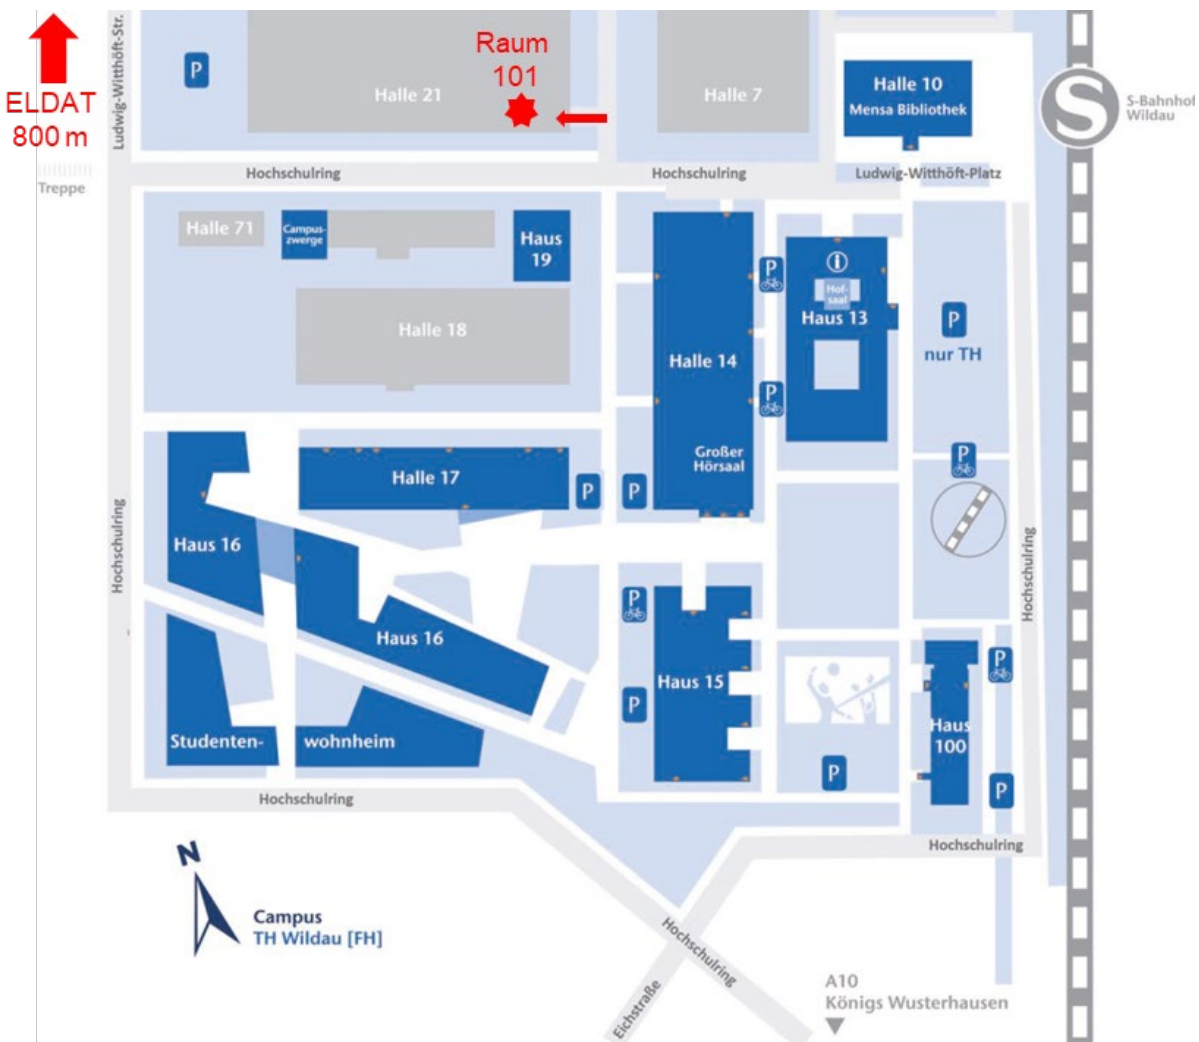 ELDAT
800 m
Ludwig-Witthöft-Str.
P
Halle 21
Raum
101
Halle 7
Halle 10
Mensa Bibliothek
S
S-Bahnhof
Wildau
Treppe
Hochschulring
Hochschulring
Ludwig-Witthöft-Platz
Halle 71
Campus-
zwerge
Haus
19
Halle 18
Halle 14
Großer
Hörsaal
P
P
i
Hof-
saal
Haus 13
P
nur TH
P
Hochschulring
Haus 16
Halle 17
P
P
Haus 16
P
Haus 15
P
Hochschulring
P
Haus
100
P
P
Studenten-
wohnheim
Hochschulring
Hochschulring
N
Campus
TH Wildau [FH]
Hochschulring
Eichstraße
A10
Königs Wusterhausen